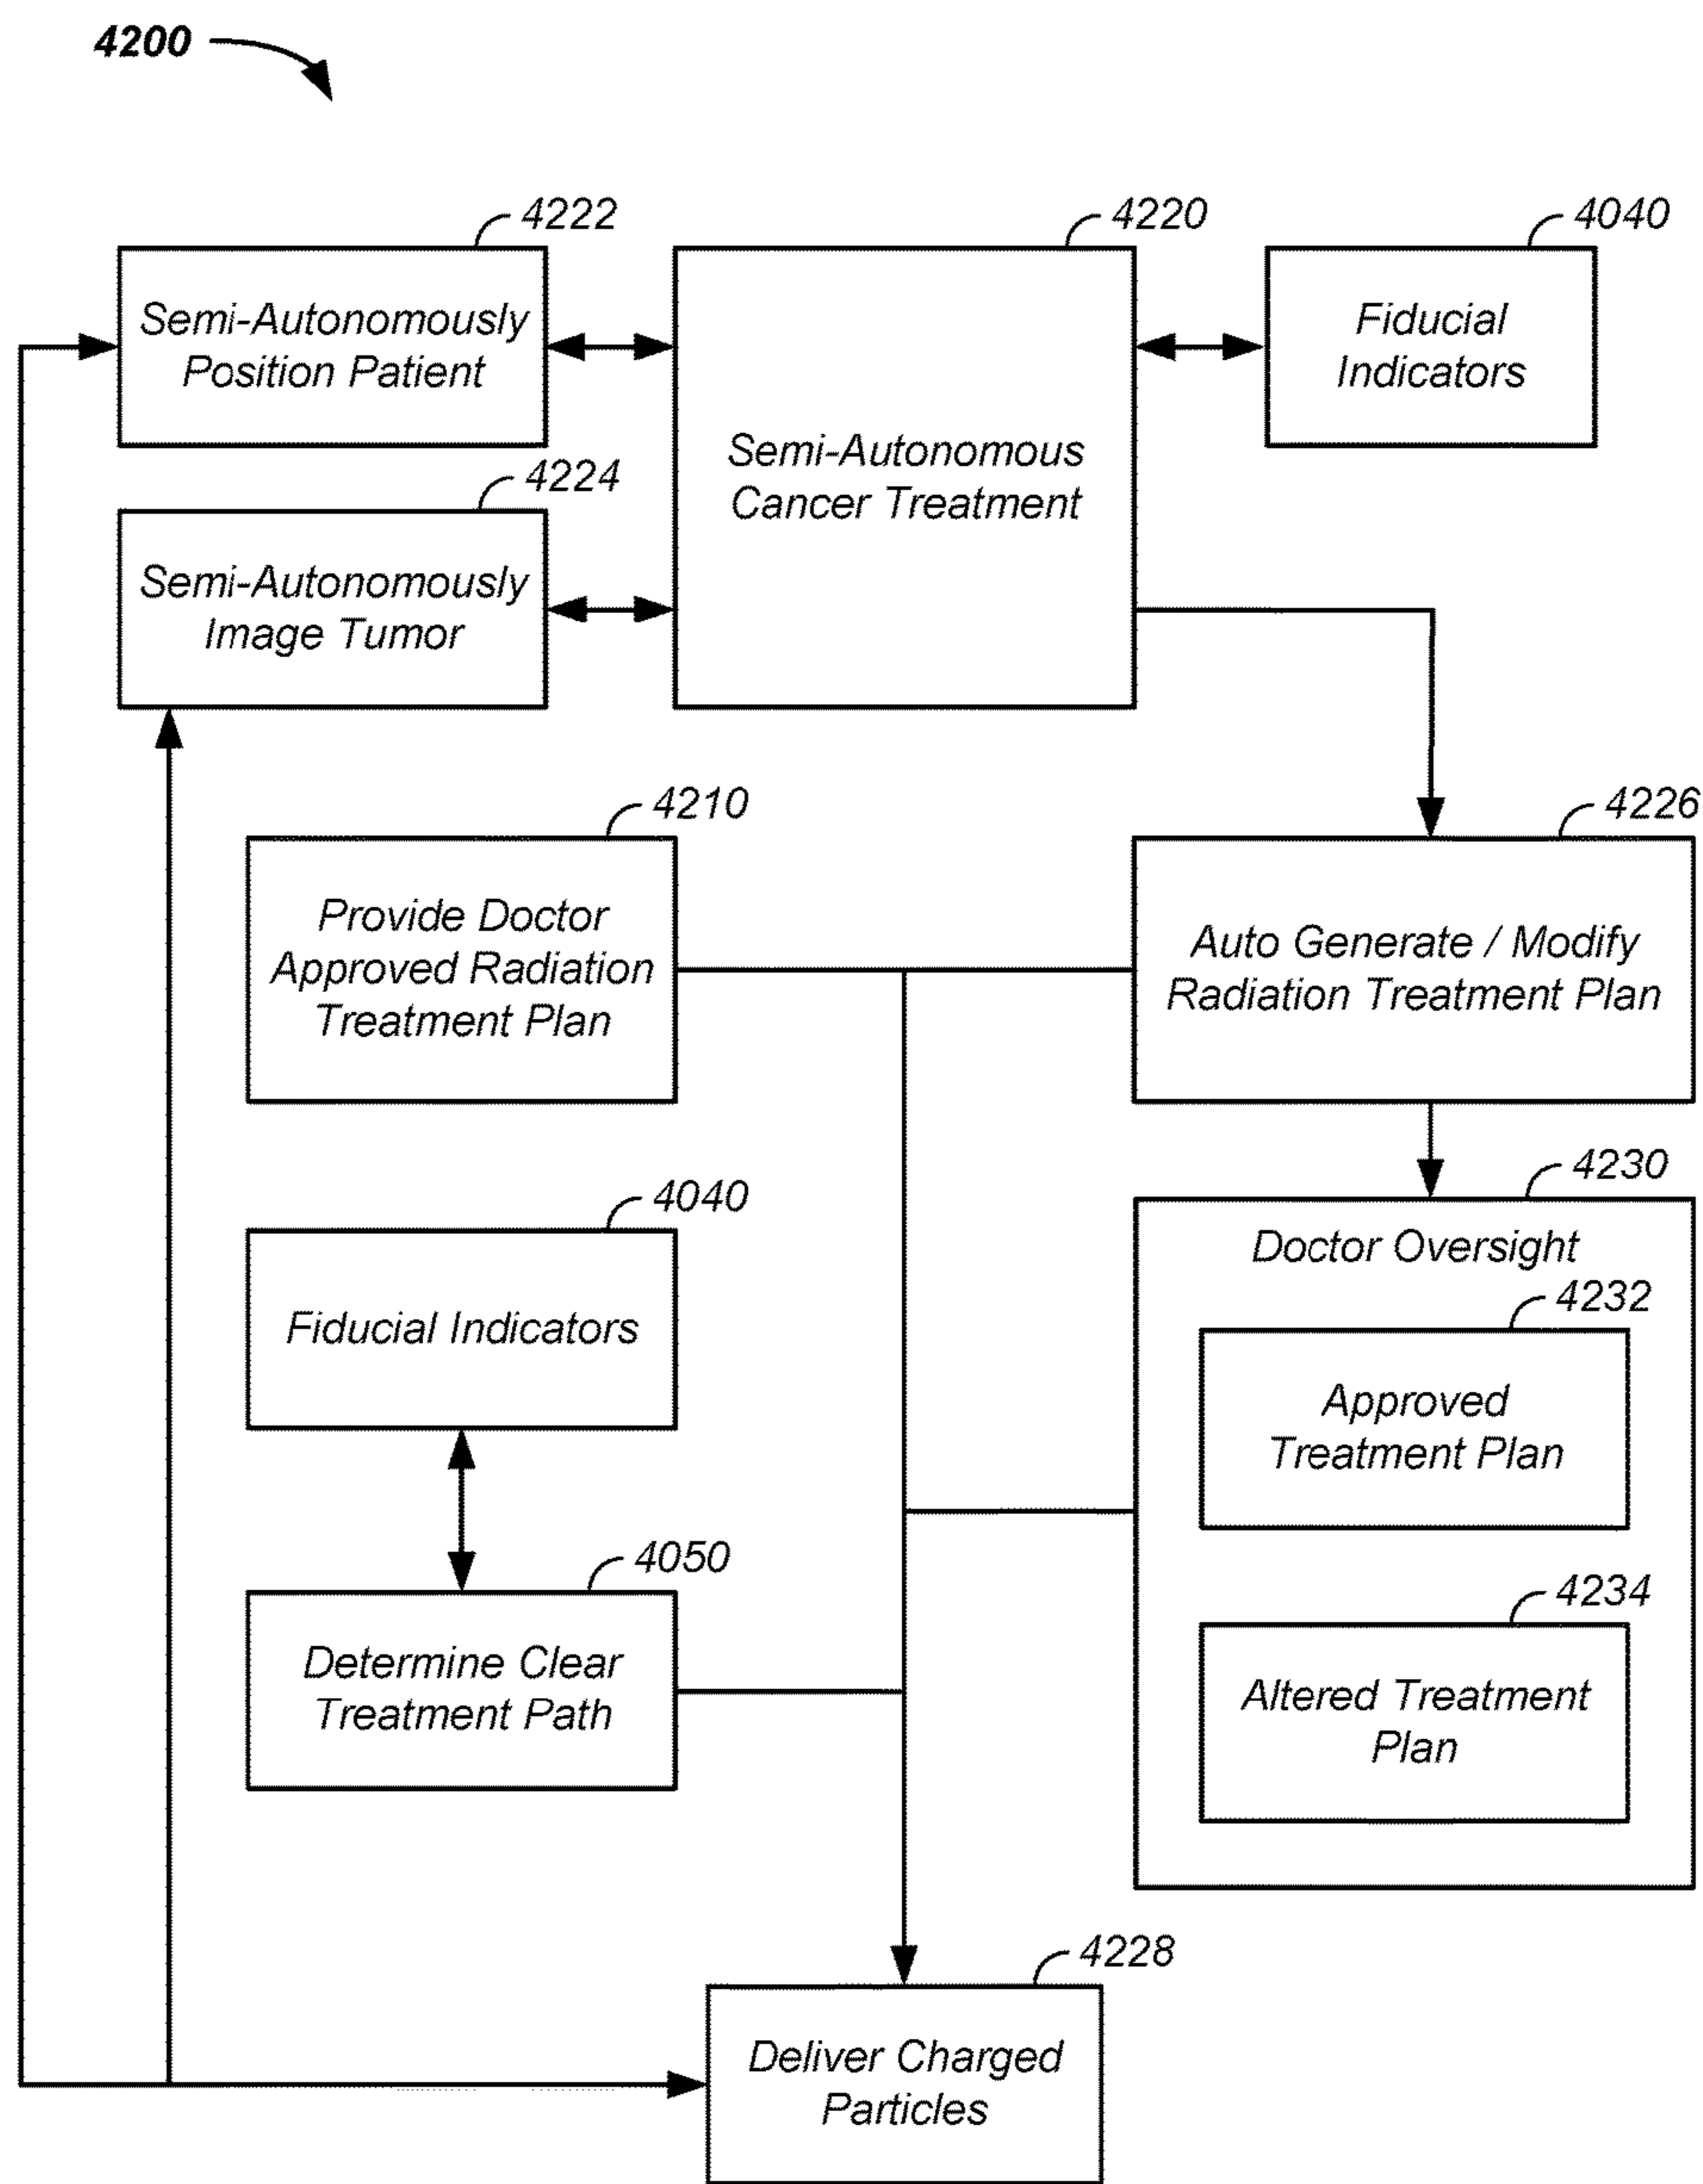 4200
4222
4220
4040
Semi-Autonomously
Position Patient
Fiducial
Indicators
Semi-Autonomous
Cancer Treatment
4224
Semi-Autonomously
Image Tumor
4210
4226
Provide Doctor
Approved Radiation
Treatment Plan
Auto Generate / Modify
Radiation Treatment Plan
4040
4230
Fiducial Indicators
Doctor Oversight
4232
Approved
Treatment Plan
4050
4234
Determine Clear
Treatment Path
Altered Treatment
Plan
4228
Deliver Charged
Particles